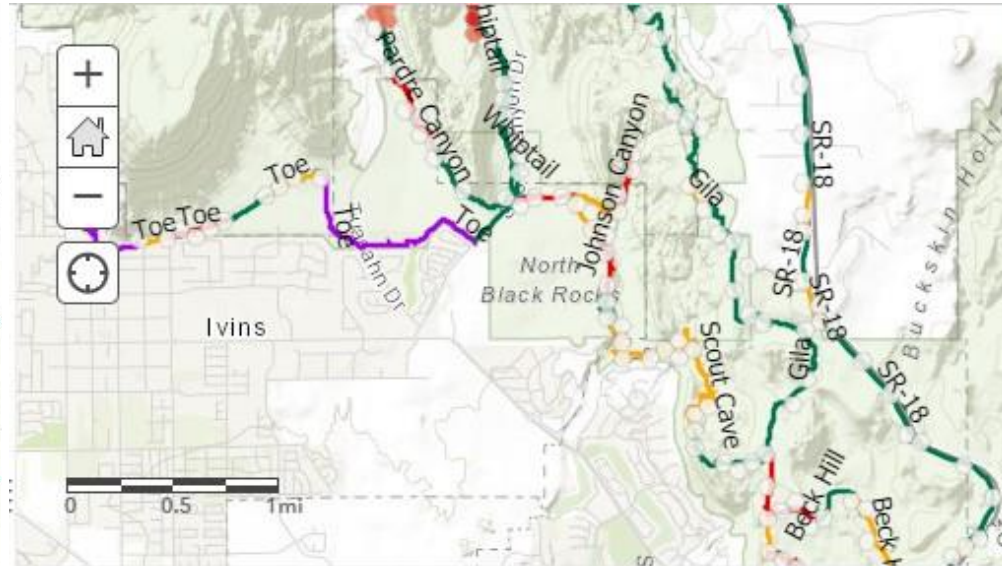 +
−
Whiptail
Padre Canyon
Whiptail
Johnson Canyon
Gila
SR-18
Toe
Toe
Toe
Toe
Toe
SR-18
SR-18
North
Black Rocks
Ivins
Gila
SR-18
Scout Cave
Beck Hill
0
0.5
1mi